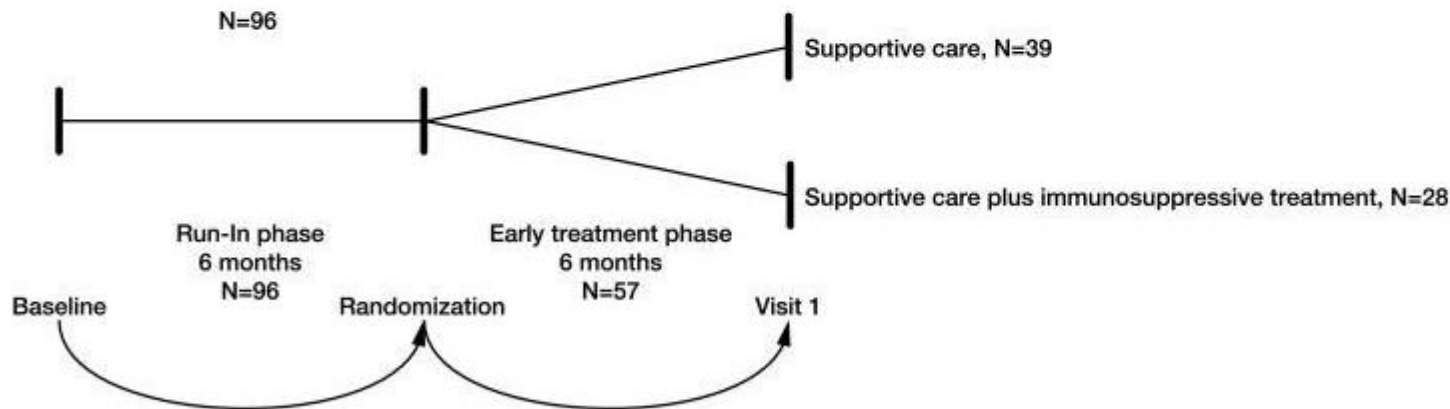 N=96
Supportive care, N=39
Supportive care plus immunosuppressive treatment, N=28
Run-In phase
6 months
N=96
Early treatment phase
6 months
N=57
Baseline
Randomization
Visit 1